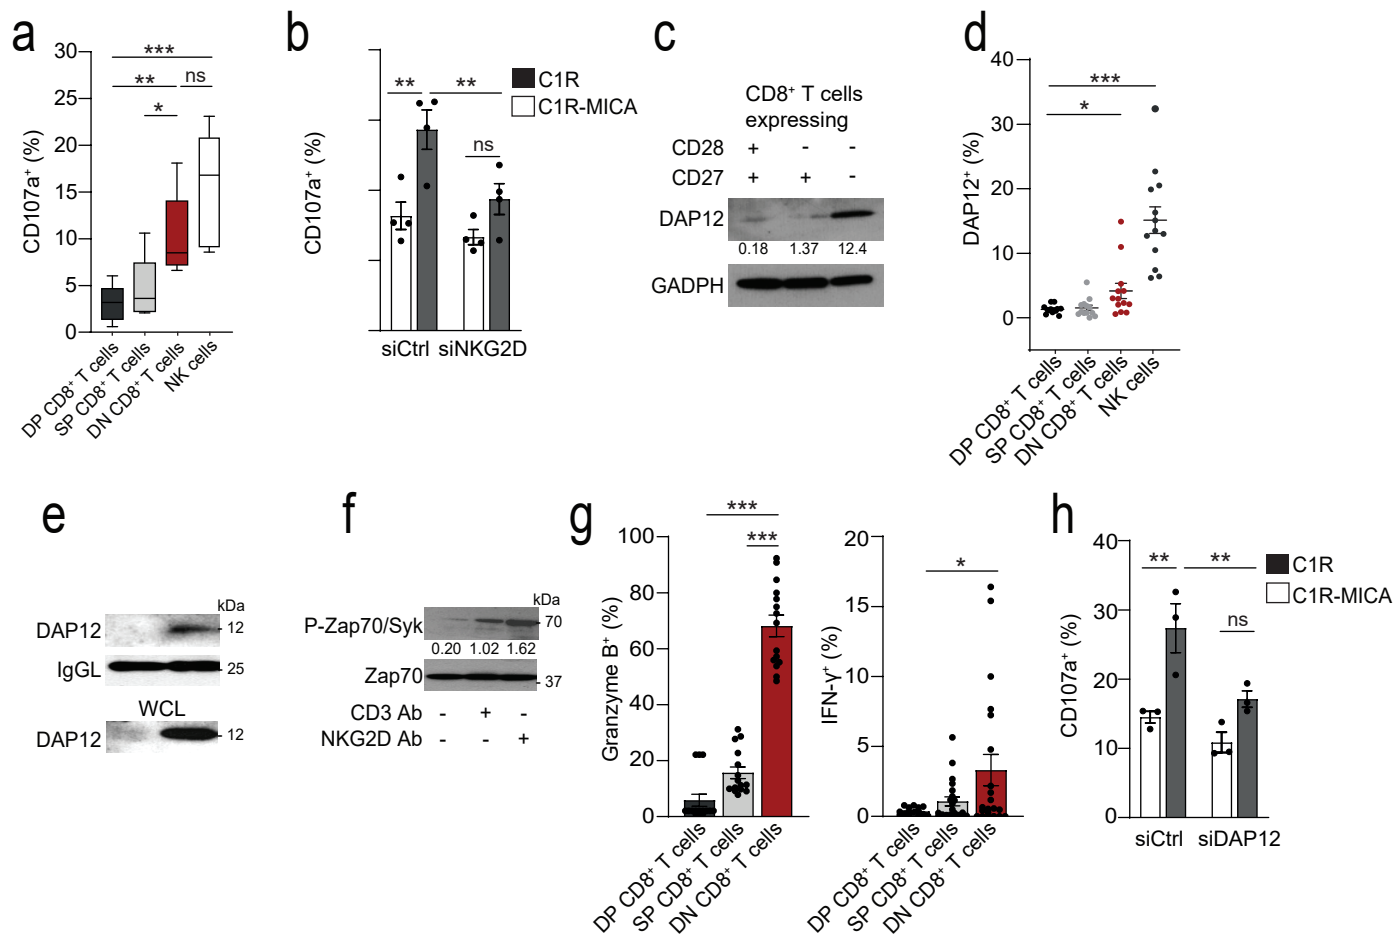 a
30
25
20
15
10
5
0
CD107a⁺ (%)
***
**
ns
*
DP CD8⁺ T cells
SP CD8⁺ T cells
DN CD8⁺ T cells
NK cells
b
CD107a⁺ (%)
**
**
ns
C1R
C1R-MICA
siCtrl siNKG2D
c
CD8⁺ T cells
expressing
CD28 + - -
CD27 + + -
DAP12
0.18 1.37 12.4
GADPH
d
40
30
20
10
0
DAP12⁺ (%)
***
*
DP CD8⁺ T cells
SP CD8⁺ T cells
DN CD8⁺ T cells
NK cells
e
kDa
DAP12 - 12
IgGL - 25
WCL
DAP12 - 12
f
kDa
P-Zap70/Syk - 70
0.20 1.02 1.62
Zap70 - 37
CD3 Ab - + -
NKG2D Ab - - +
g
100
80
60
40
20
0
Granzyme B⁺ (%)
***
***
DP CD8⁺ T cells
SP CD8⁺ T cells
DN CD8⁺ T cells
20
15
10
5
0
IFN-γ⁺ (%)
*
DP CD8⁺ T cells
SP CD8⁺ T cells
DN CD8⁺ T cells
h
40
30
20
10
0
CD107a⁺ (%)
**
**
ns
C1R
C1R-MICA
siCtrl siDAP12